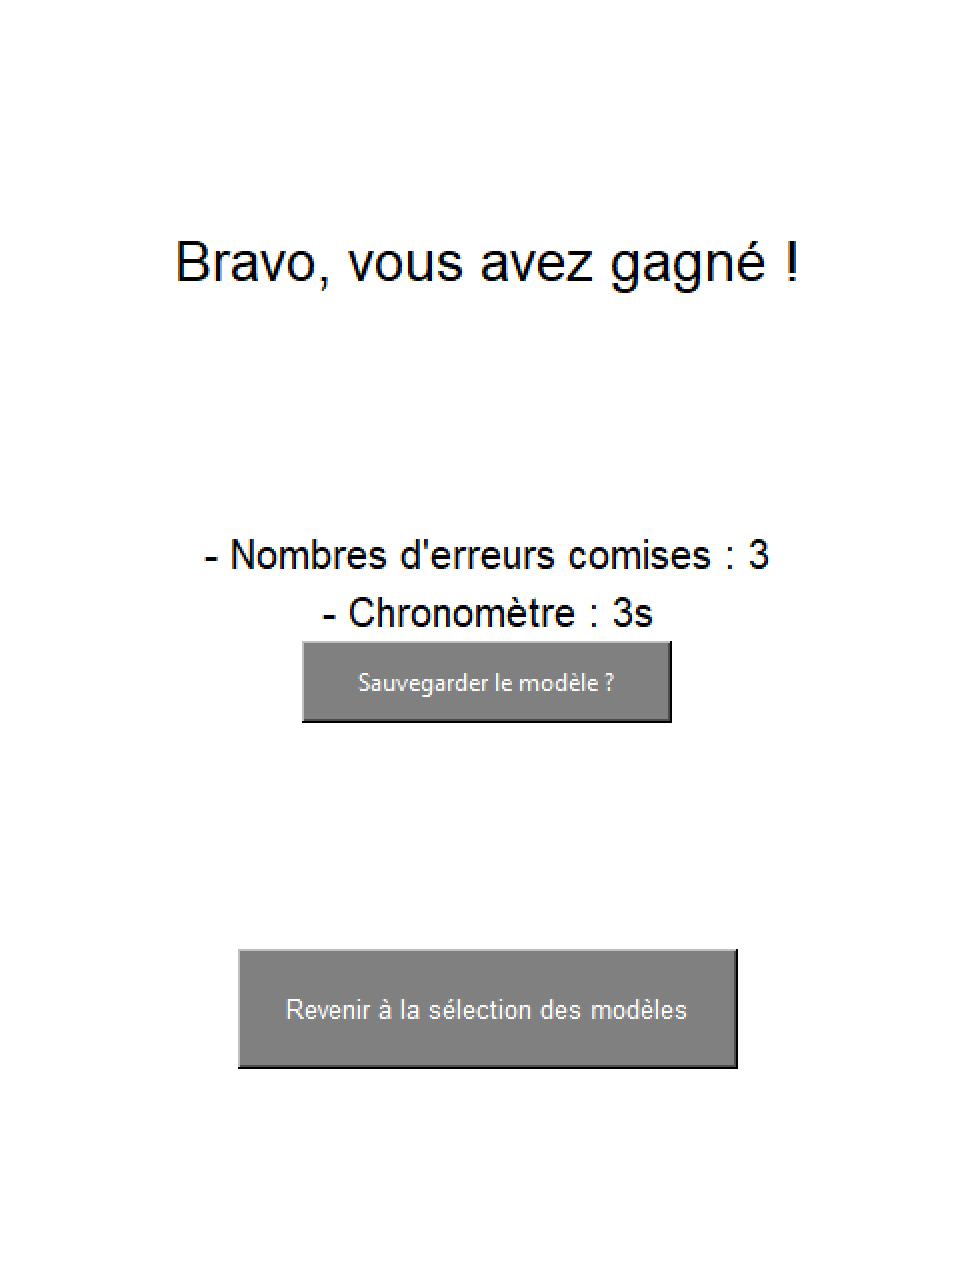 Bravo, vous avez gagné !
- Nombres d'erreurs comises : 3
- Chronomètre : 3s
Sauvegarder le modèle ?
Revenir à la sélection des modèles